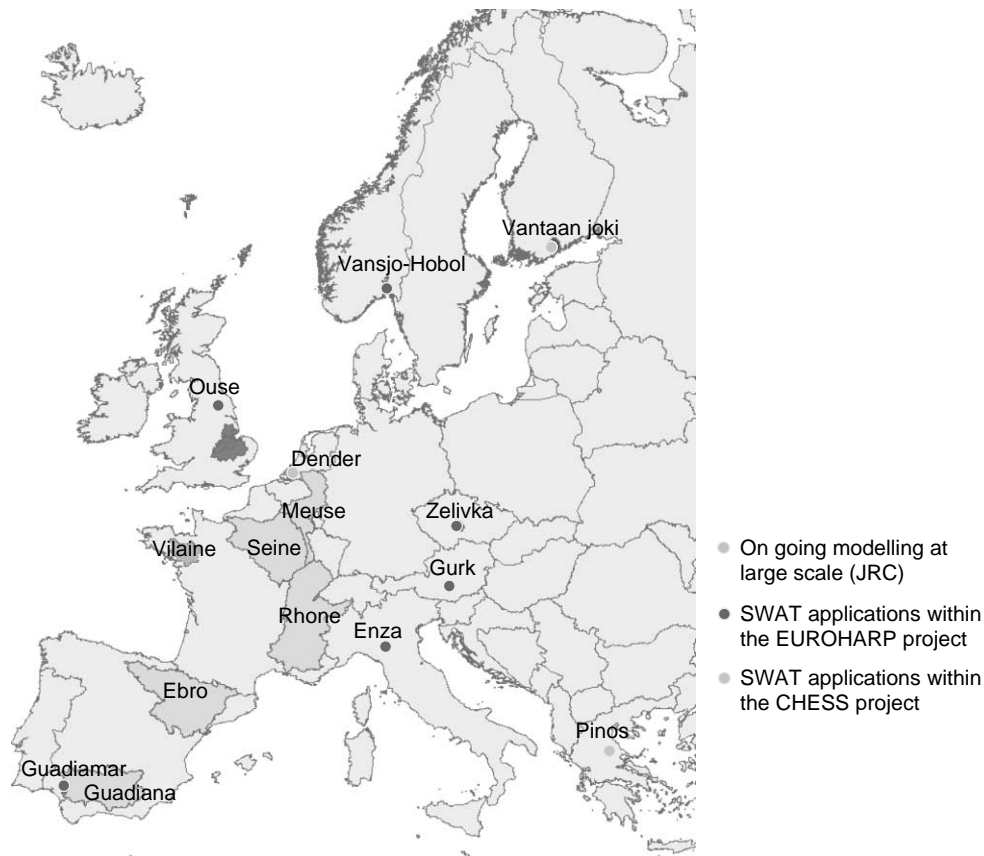 Vantaan joki
Vansjo-Hobol
Ouse
Dender
Meuse
Zelivka
Vilaine
Seine
Gurk
Rhone
Enza
Ebro
Pinos
Guadiamar
Guadiana
On going modelling at
large scale (JRC)
SWAT applications within
the EUROHARP project
SWAT applications within
the CHESS project